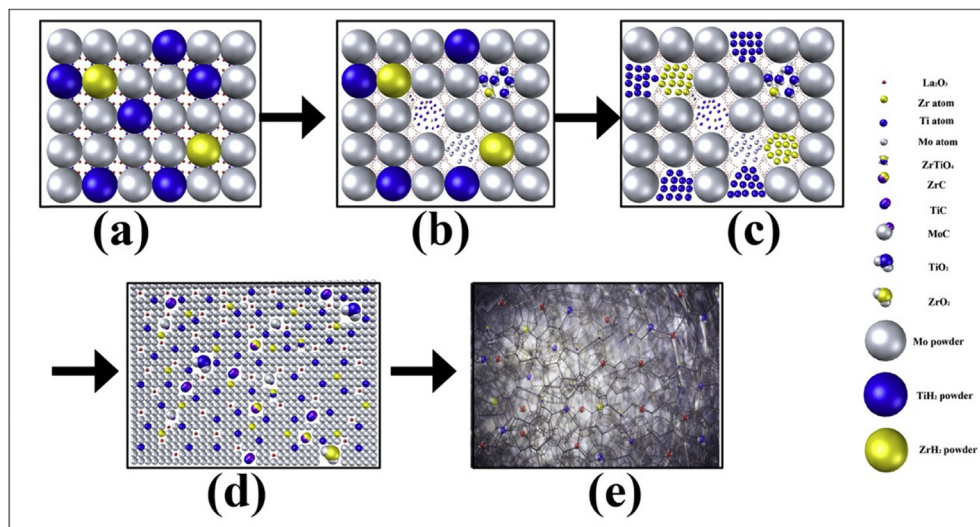 (a)
(b)
(c)
(d)
(e)
La₂O₃
Zr atom
Ti atom
Mo atom
ZrTiO₄
ZrC
TiC
MoC
TiO₂
ZrO₂
Mo powder
TiH₂ powder
ZrH₂ powder